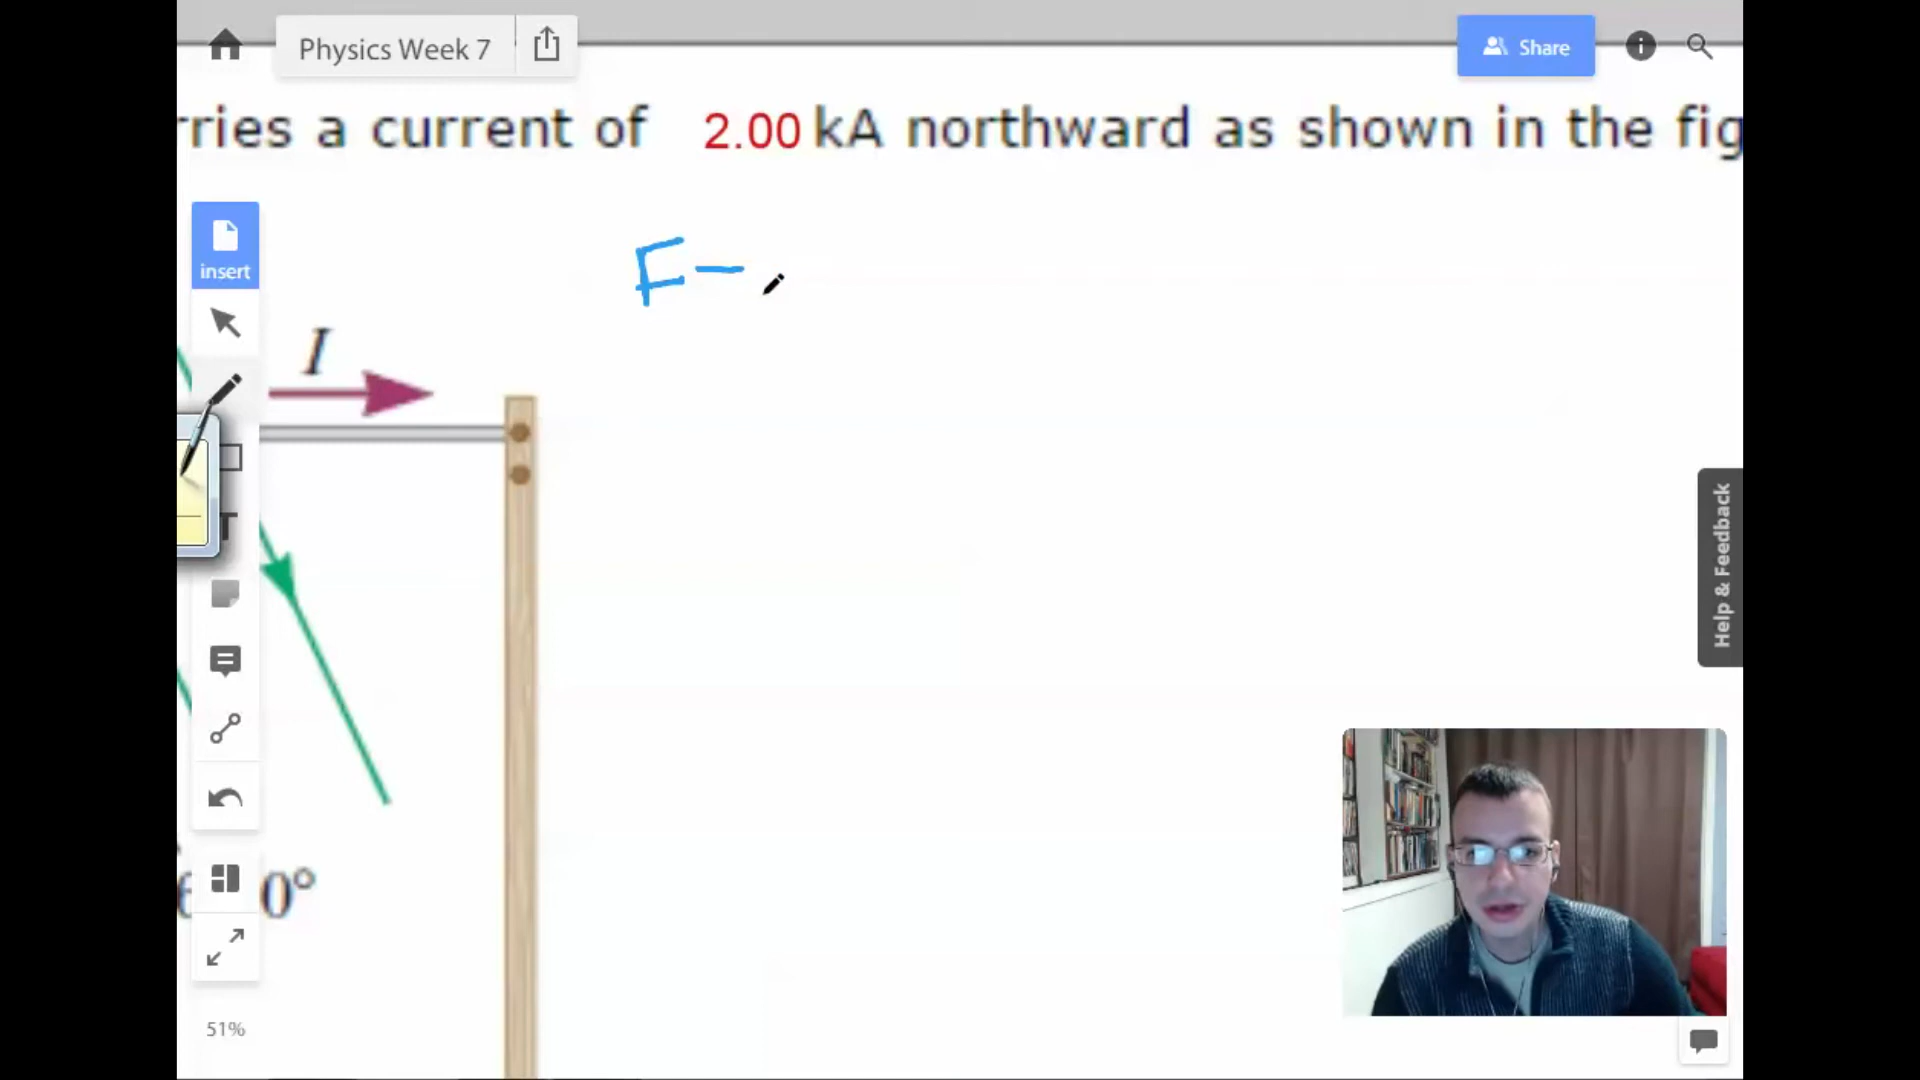 Physics Week 7
Share
rries a current of 2.00 kA northward as shown in the fig
insert
F -
I
T
Help & Feedback
0°
51%